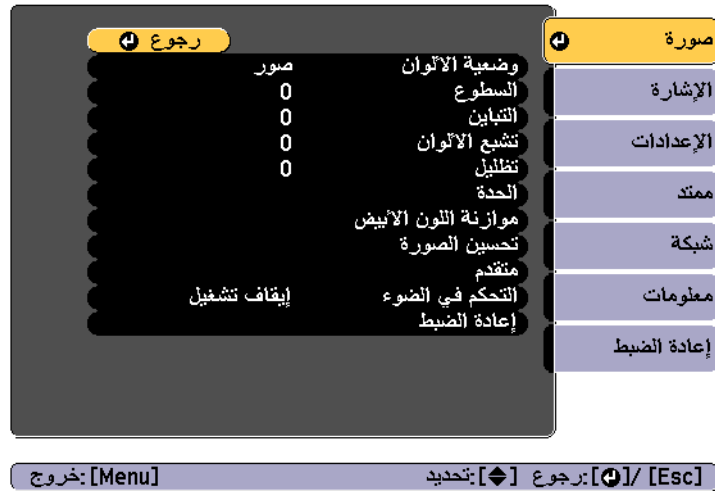 صورة
الإشارة
الإعدادات
ممتد
شبكة
معلومات
إعادة الضبط
رجوع
وضعية الألوان صور
السطوع 0
التباين 0
تشبع الألوان 0
تظليل 0
الحدة
موازنة اللون الأبيض
تحسين الصورة
متقدم
التحكم في الضوء إيقاف تشغيل
إعادة الضبط
[Esc] /[⏎]:رجوع [◆]:تحديد [Menu]:خروج